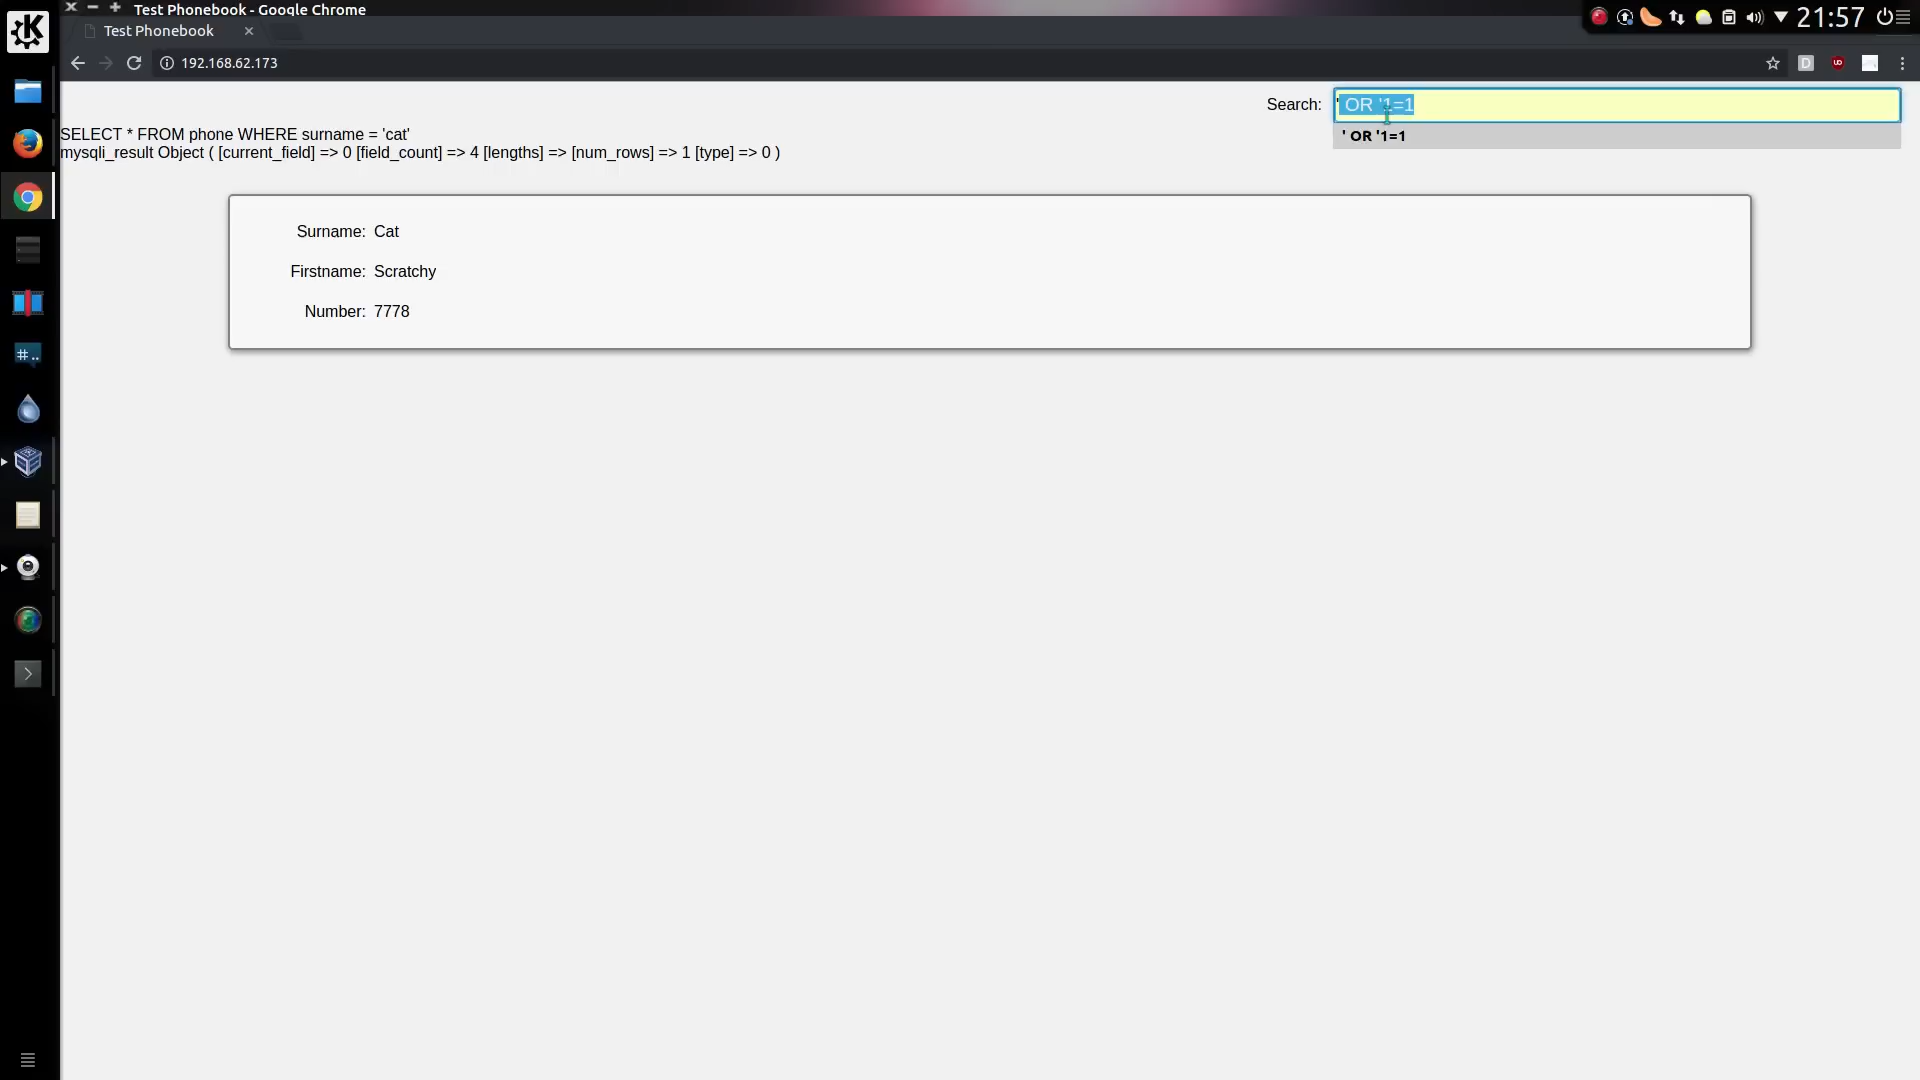 Test Phonebook - Google Chrome
21:57
Test Phonebook
192.168.62.173
Search: ' OR '1=1
' OR '1=1
SELECT * FROM phone WHERE surname = 'cat'
mysqli_result Object ( [current_field] => 0 [field_count] => 4 [lengths] => [num_rows] => 1 [type] => 0 )
Surname: Cat
Firstname: Scratchy
Number: 7778